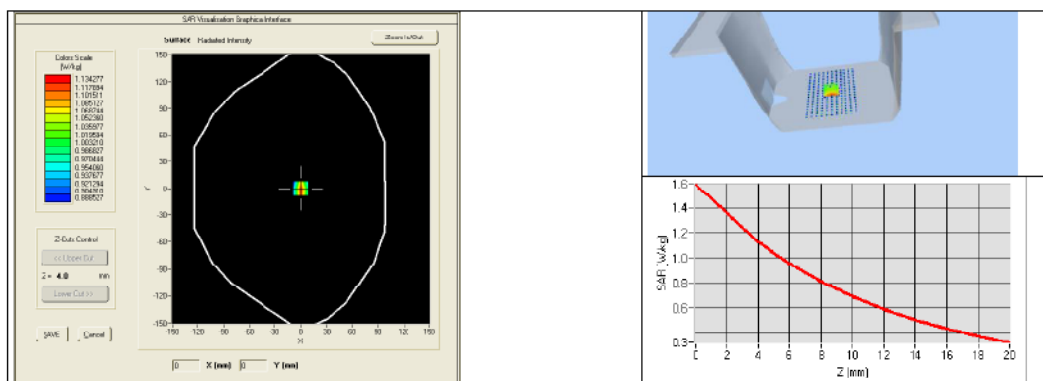 SAR Visualisation Graphica Interface
Surface Radiated Intensity
Zoom In/Out
Colors Scale
(W/kg)
1.134277
1.117894
1.101511
1.085127
1.068744
1.052360
1.035977
1.019594
1.003210
0.986827
0.970444
0.954060
0.937677
0.921294
0.904910
0.888527
Z-Cuts Control
<< Upper Cut
Z = 4.0 mm
Lower Cut >>
SAVE Cancel
150
120
90
60
30
0
-30
-60
-90
-120
-150
Y
150 120 90 60 30 0 30 60 90 120 150
X
0 X (mm) 0 Y (mm)
1.6
1.4
1.2
1.0
0.8
0.6
0.3
SAR (W/kg)
0 2 4 6 8 10 12 14 16 18 20
Z (mm)